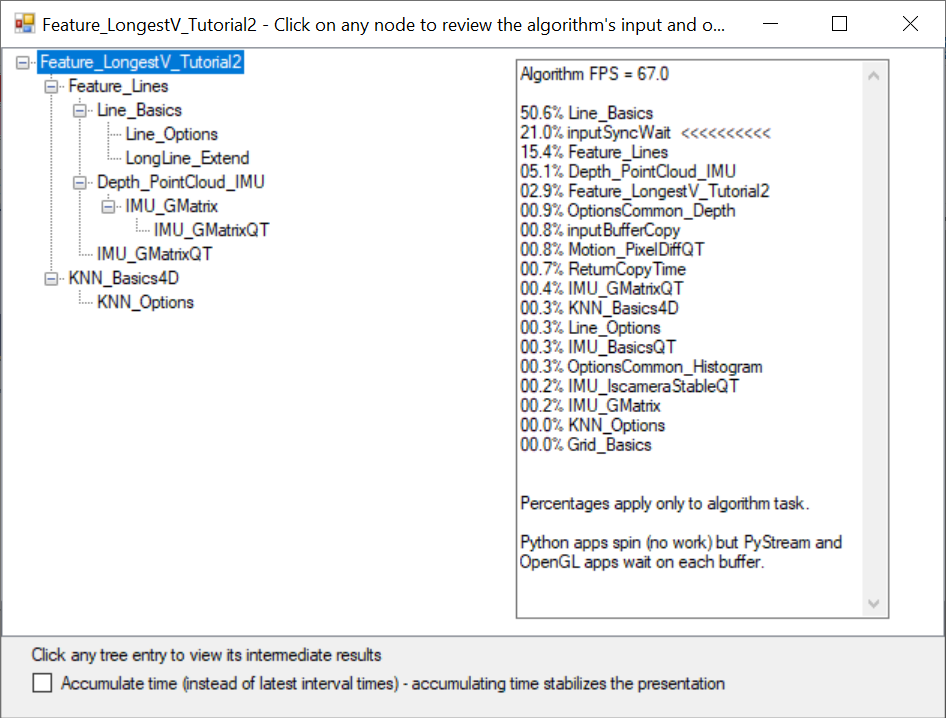 Feature_LongestV_Tutorial2 - Click on any node to review the algorithm's input and o...
Feature_LongestV_Tutorial2
Feature_Lines
Line_Basics
Line_Options
LongLine_Extend
Depth_PointCloud_IMU
IMU_GMatrix
IMU_GMatrixQT
IMU_GMatrixQT
KNN_Basics4D
KNN_Options
Algorithm FPS = 67.0
50.6% Line_Basics
21.0% inputSyncWait <<<<<<<<<<
15.4% Feature_Lines
05.1% Depth_PointCloud_IMU
02.9% Feature_LongestV_Tutorial2
00.9% OptionsCommon_Depth
00.8% inputBufferCopy
00.8% Motion_PixelDiffQT
00.7% ReturnCopyTime
00.4% IMU_GMatrixQT
00.3% KNN_Basics4D
00.3% Line_Options
00.3% IMU_BasicsQT
00.3% OptionsCommon_Histogram
00.2% IMU_IscameraStableQT
00.2% IMU_GMatrix
00.0% KNN_Options
00.0% Grid_Basics
Percentages apply only to algorithm task.
Python apps spin (no work) but PyStream and
OpenGL apps wait on each buffer.
Click any tree entry to view its intermediate results
Accumulate time (instead of latest interval times) - accumulating time stabilizes the presentation